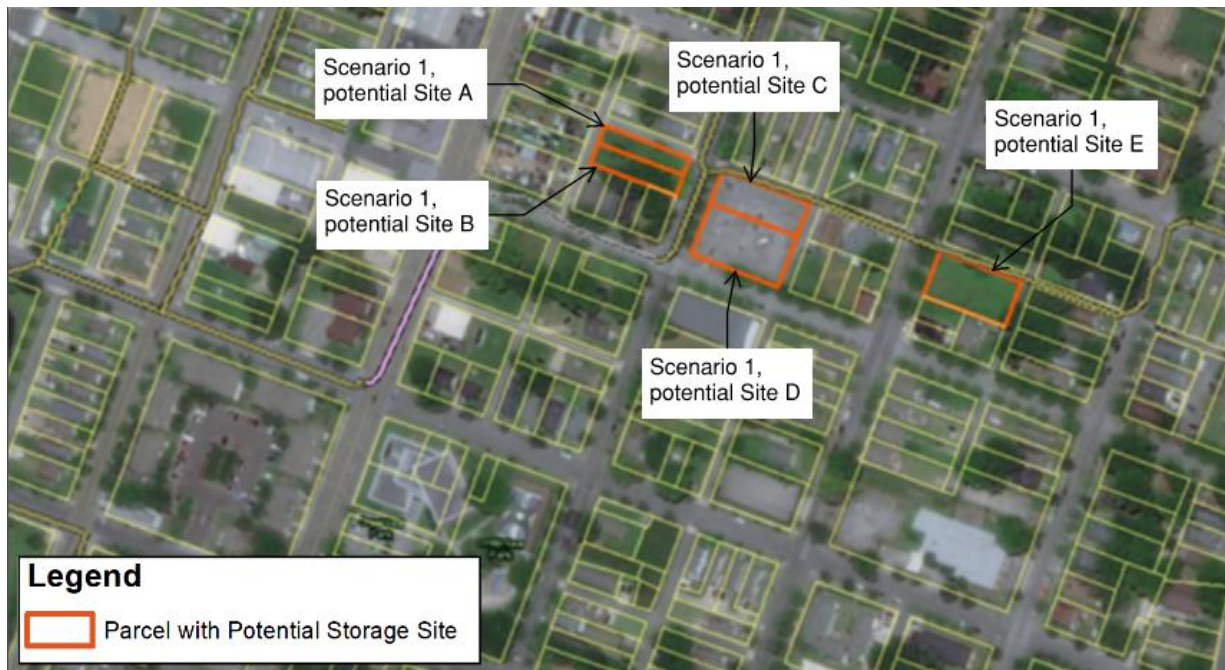 Scenario 1,
potential Site A
Scenario 1,
potential Site C
Scenario 1,
potential Site E
Scenario 1,
potential Site B
Scenario 1,
potential Site D
Legend
Parcel with Potential Storage Site